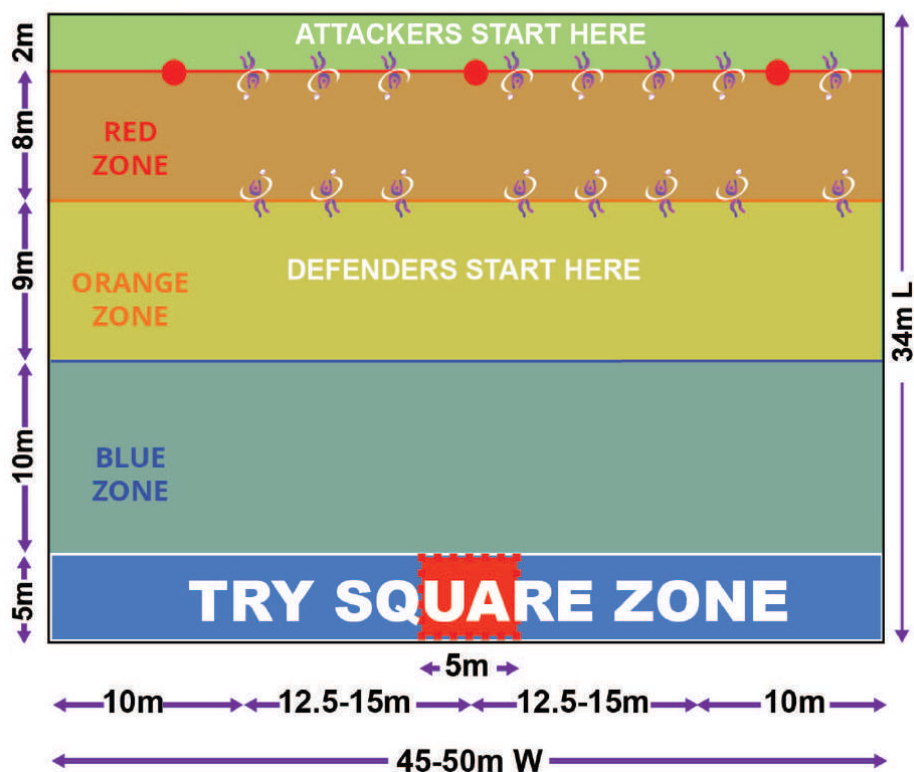 ATTACKERS START HERE
2m
8m
RED
ZONE
9m
DEFENDERS START HERE
ORANGE
ZONE
34m L
10m
BLUE
ZONE
5m
TRY SQUARE ZONE
5m
10m
12.5-15m
12.5-15m
10m
45-50m W